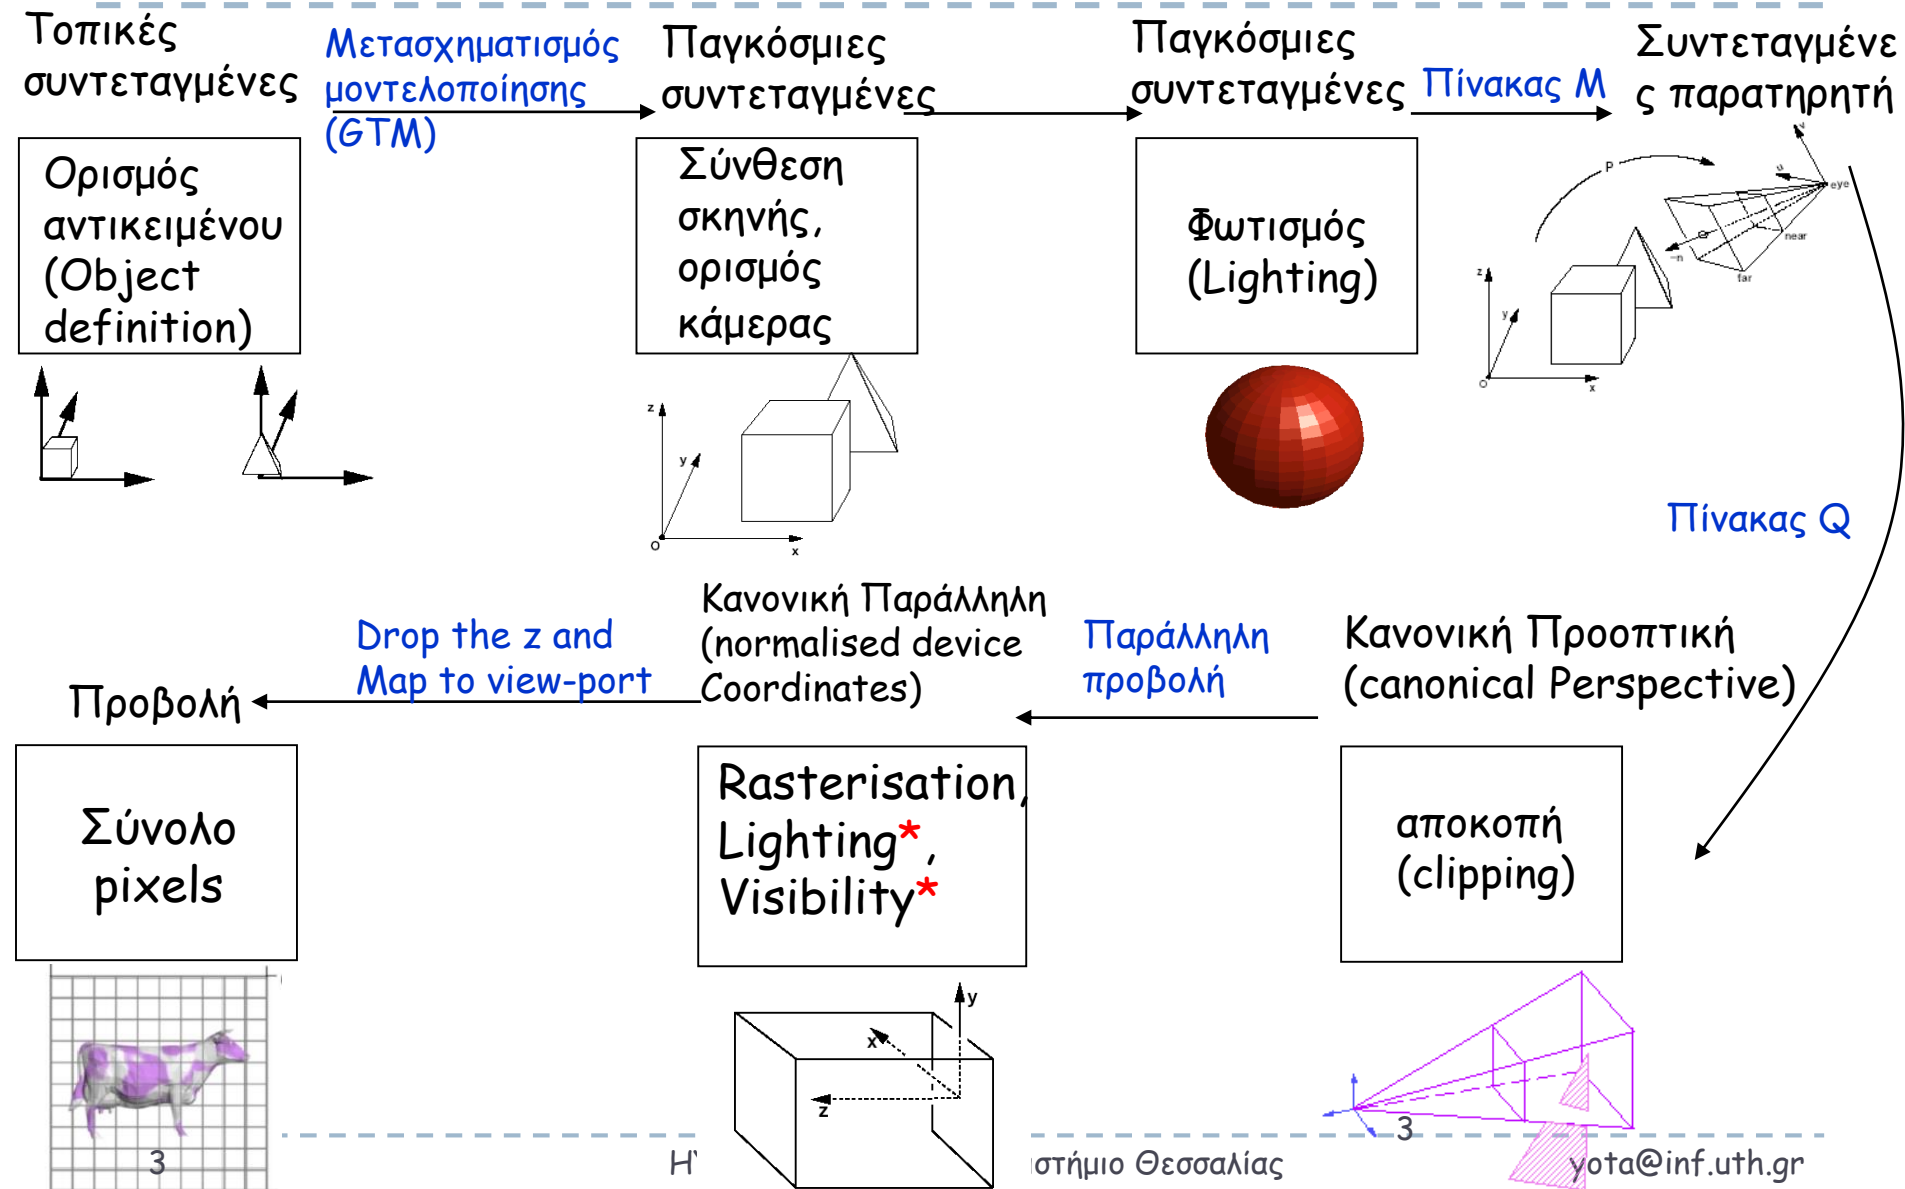 Τοπικές
συντεταγμένες
Μετασχηματισμός
μοντελοποίησης
(GTM)
Παγκόσμιες
συντεταγμένες
Παγκόσμιες
συντεταγμένες
Πίνακας Μ
Συντεταγμένε
ς παρατηρητή
Ορισμός
αντικειμένου
(Object
definition)
Σύνθεση
σκηνής,
ορισμός
κάμερας
z
y
O
x
Φωτισμός
(Lighting)
P
v
u
eye
near
-n
far
z
y
O
x
Πίνακας Q
Κανονική Προοπτική
(canonical Perspective)
αποκοπή
(clipping)
Παράλληλη
προβολή
Κανονική Παράλληλη
(normalised device
Coordinates)
Rasterisation,
Lighting*,
Visibility*
y
x
z
Drop the z and
Map to view-port
Προβολή
Σύνολο
pixels
3
3
στήμιο Θεσσαλίας
yota@inf.uth.gr